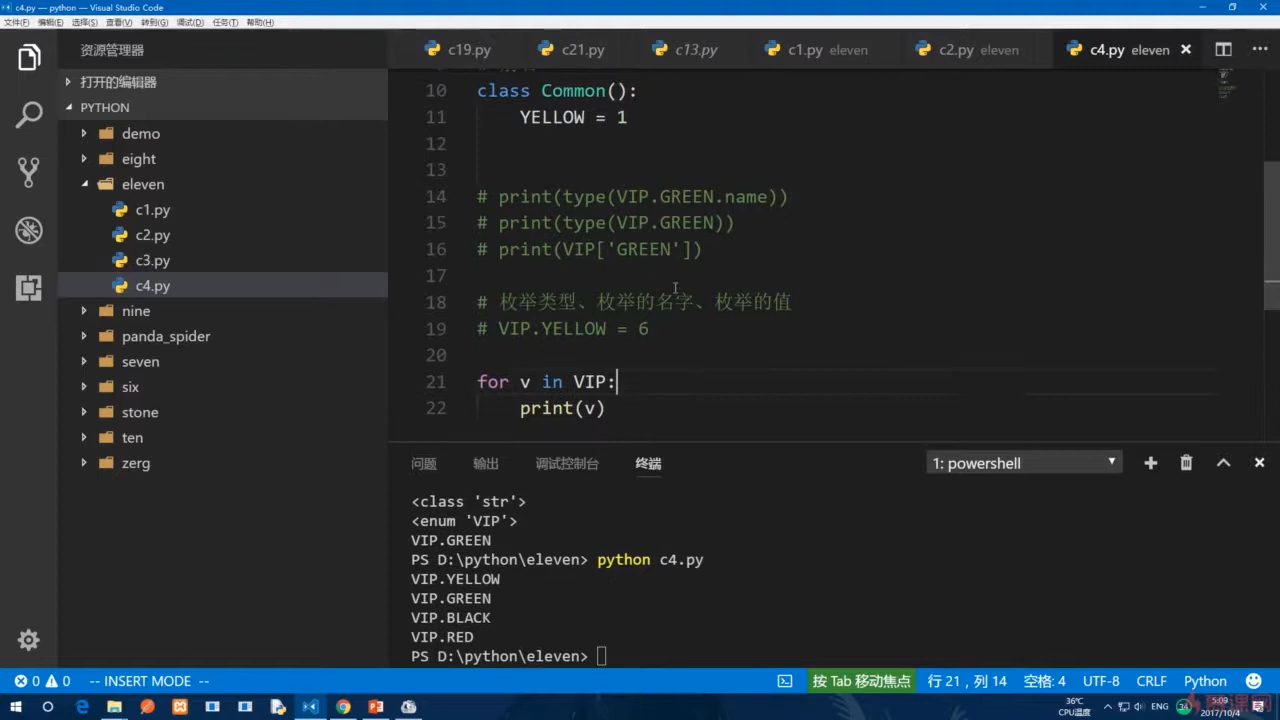 c4.py — python — Visual Studio Code
文件(F) 编辑(E) 选择(S) 查看(V) 转到(G) 调试(D) 任务(T) 帮助(H)
资源管理器
c19.py c21.py c13.py c1.py eleven c2.py eleven c4.py eleven
打开的编辑器
PYTHON
demo
eight
eleven
c1.py
c2.py
c3.py
c4.py
nine
panda_spider
seven
six
stone
ten
zerg
10 class Common():
11 YELLOW = 1
12
13
14 # print(type(VIP.GREEN.name))
15 # print(type(VIP.GREEN))
16 # print(VIP['GREEN'])
17
18 # 枚举类型、枚举的名字、枚举的值
19 # VIP.YELLOW = 6
20
21 for v in VIP:
22 print(v)
问题 输出 调试控制台 终端 1: powershell
<class 'str'>
<enum 'VIP'>
VIP.GREEN
PS D:\python\eleven> python c4.py
VIP.YELLOW
VIP.GREEN
VIP.BLACK
VIP.RED
PS D:\python\eleven>
0 0 -- INSERT MODE -- 按 Tab 移动焦点 行 21，列 14 空格: 4 UTF-8 CRLF Python
36℃
CPU温度
ENG
34
5:09
2017/10/4